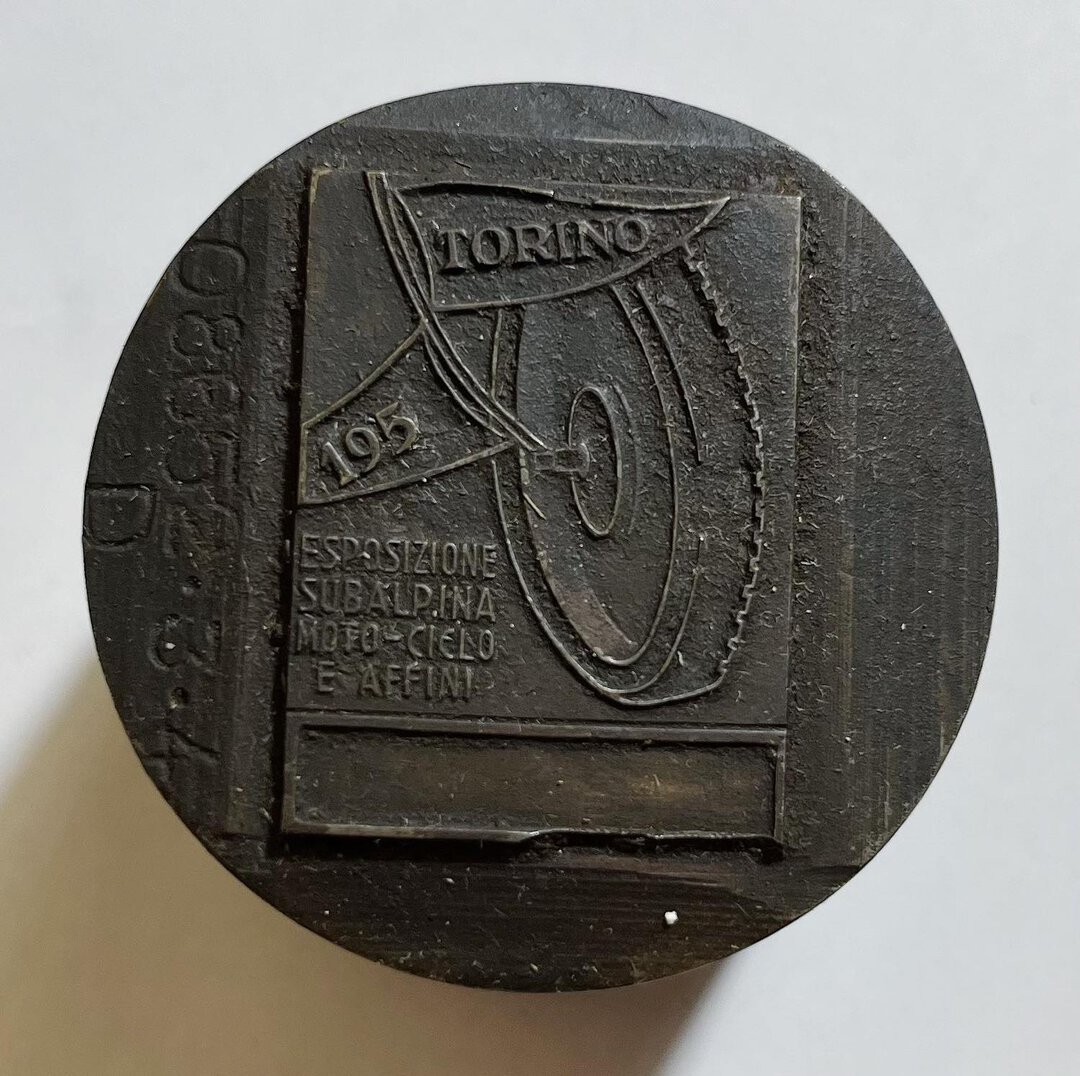 TORINO
195
ESPOSIZIONE
SUBALPINA
MOTO-CICLO
E AFFINI